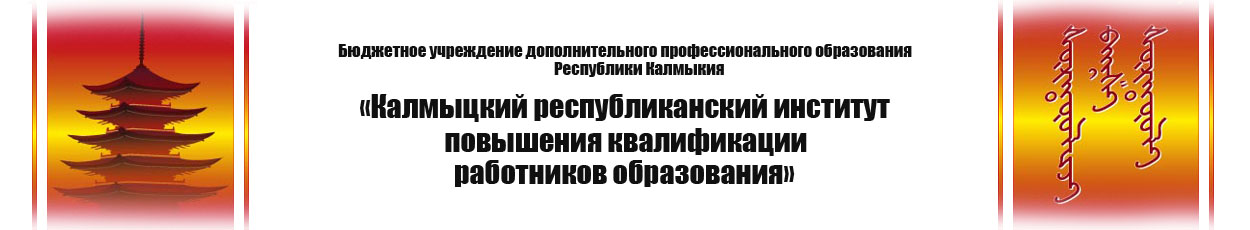 Бюджетное учреждение дополнительного профессионального образования
Республики Калмыкия
«Калмыцкий республиканский институт
повышения квалификации
работников образования»